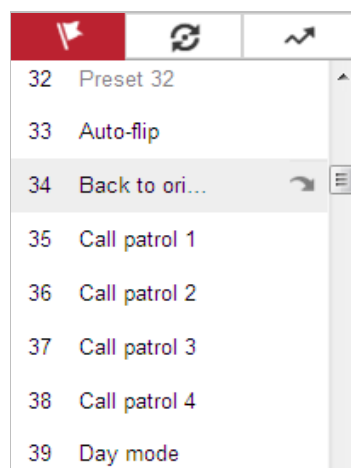 32 Preset 32
33 Auto-flip
34 Back to ori...
35 Call patrol 1
36 Call patrol 2
37 Call patrol 3
38 Call patrol 4
39 Day mode